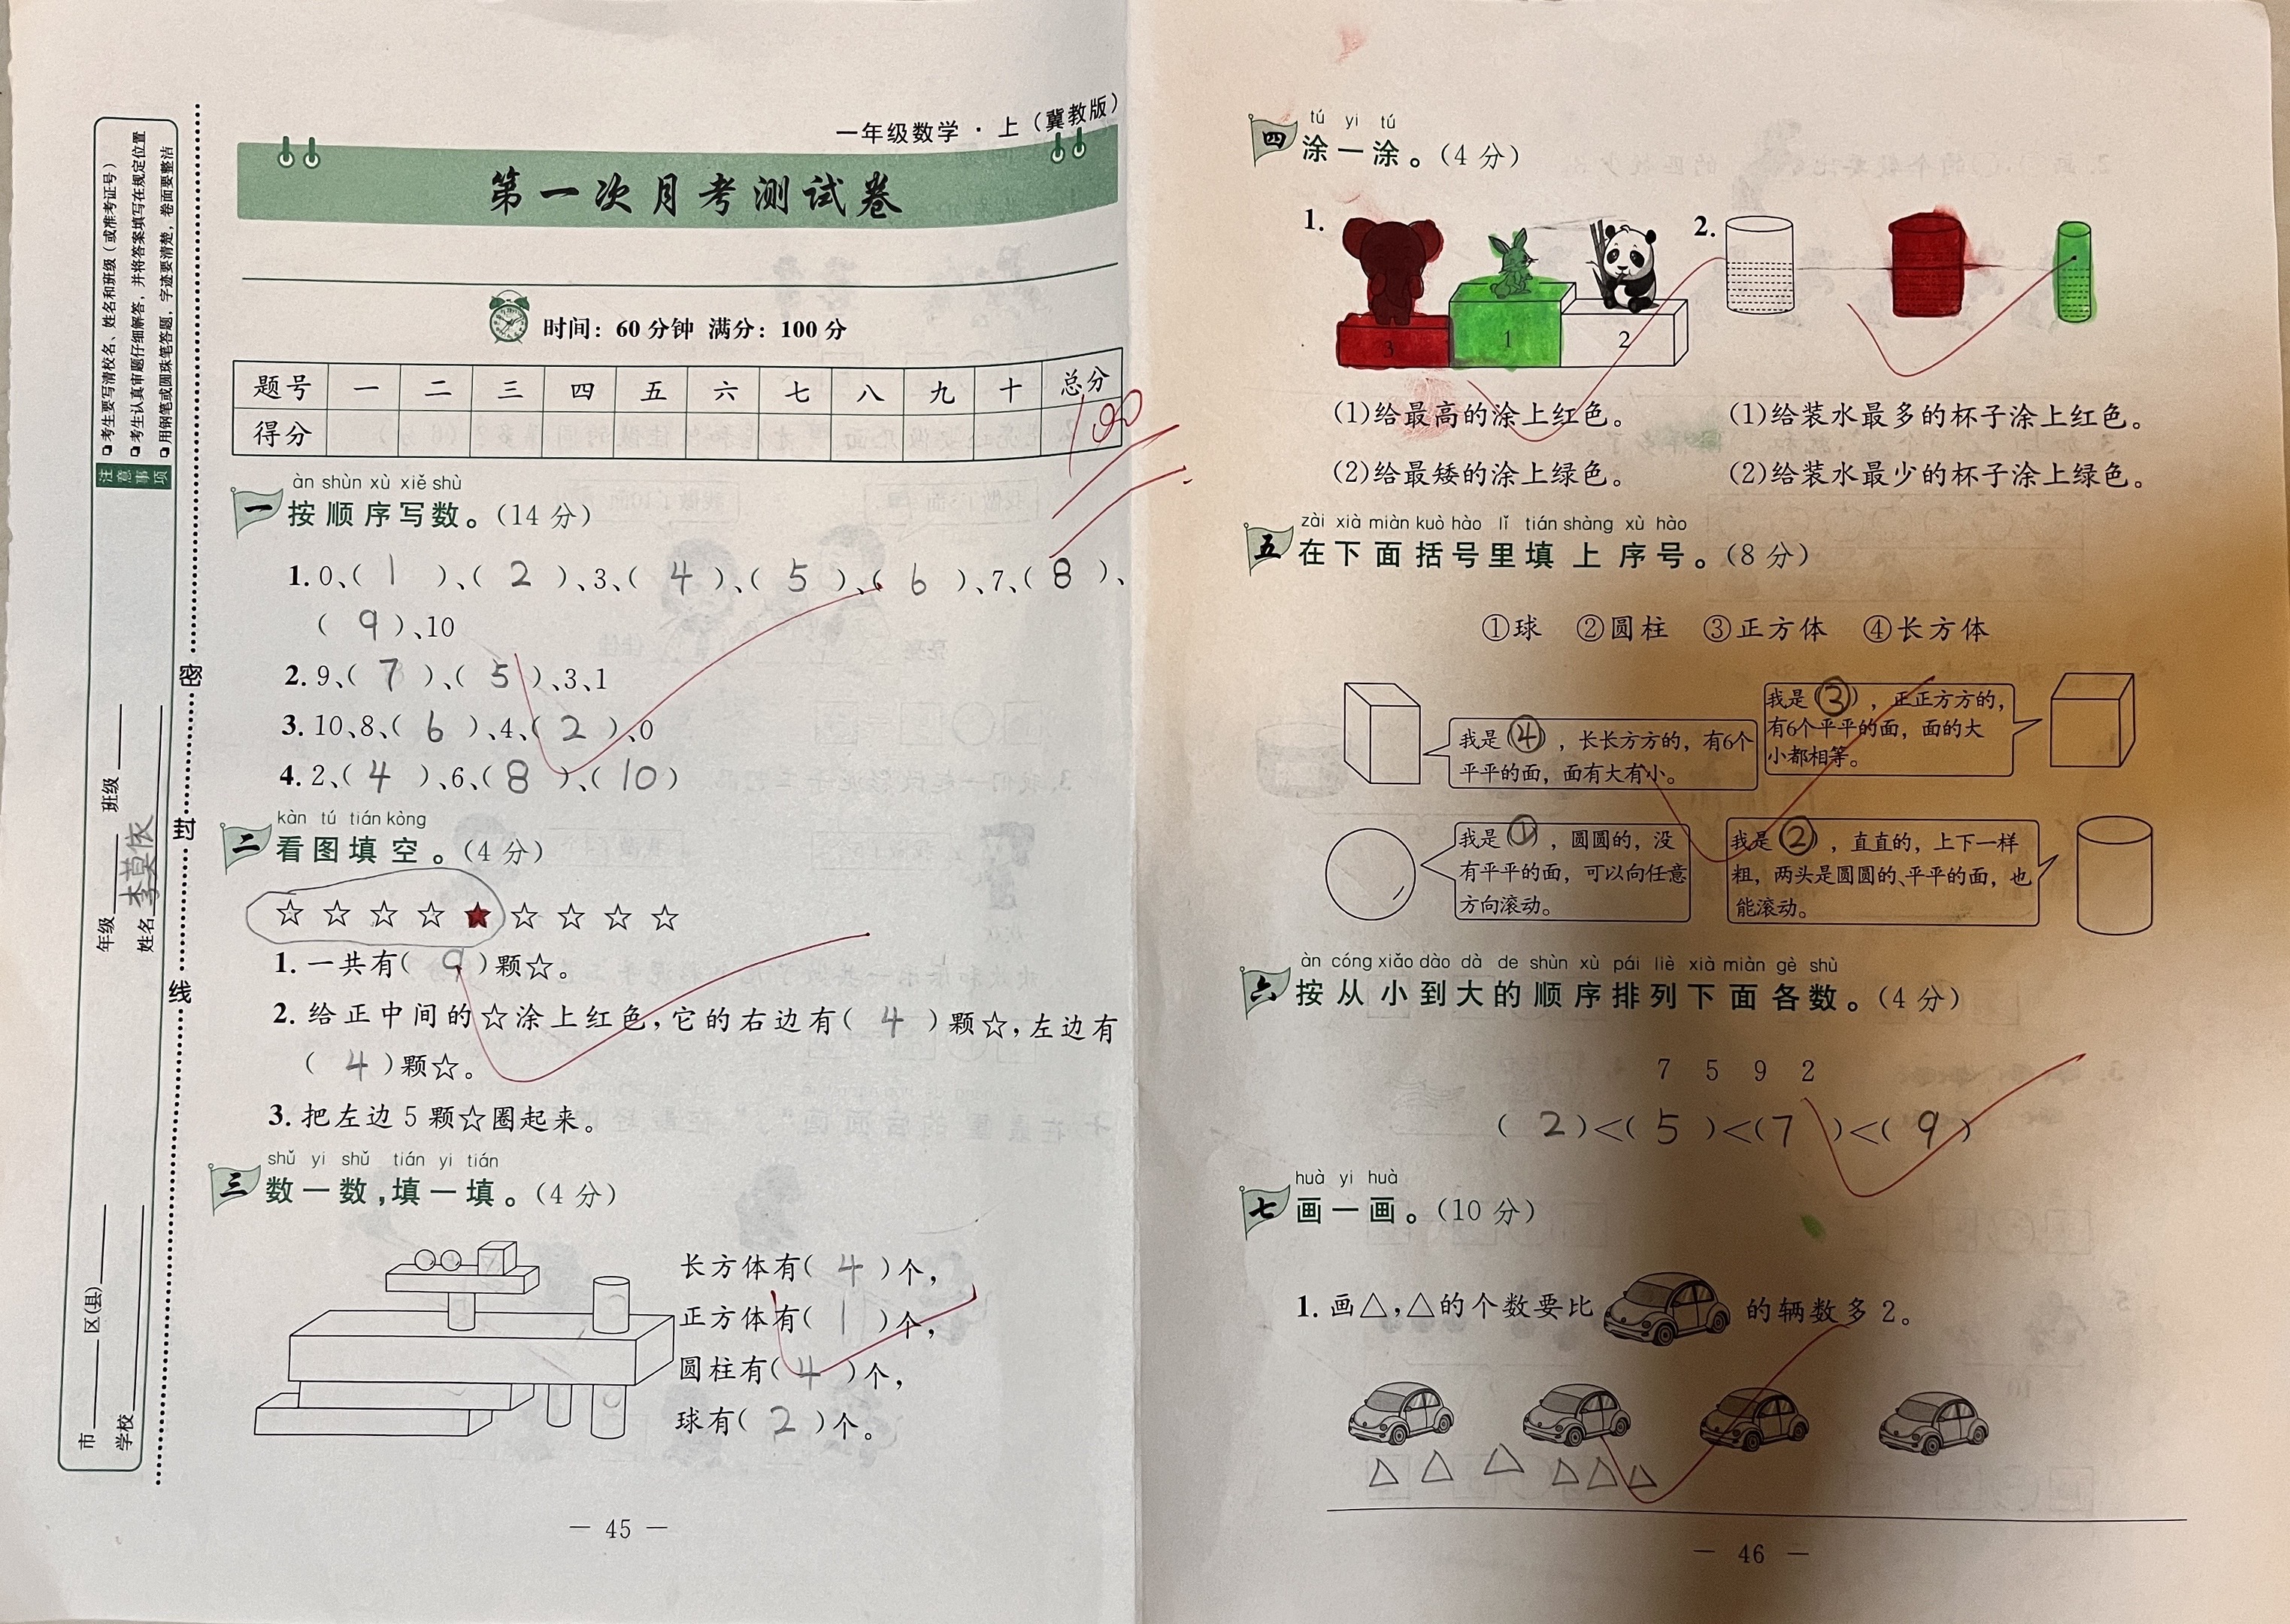 考生要写清校名、姓名和班级（或准考证号）
考生认真审题仔细解答，并将答案填写在规定位置
用钢笔或圆珠笔答题，字迹要清楚，卷面要整洁
注意事项
市 区(县) 年级 班级
学校 姓名 李莫依
密
封
线
一年级数学·上（冀教版）
第一次月考测试卷
时间：60 分钟 满分：100 分
题号 一 二 三 四 五 六 七 八 九 十 总分
得分 100
àn shùn xù xiě shù
一 按顺序写数。(14 分)
1. 0、( 1 )、( 2 )、3、( 4 )、( 5 )、( 6 )、7、( 8 )、
( 9 )、10
2. 9、( 7 )、( 5 )、3、1
3. 10、8、( 6 )、4、( 2 )、0
4. 2、( 4 )、6、( 8 )、( 10 )
kàn tú tián kòng
二 看图填空。(4 分)
☆ ☆ ☆ ☆ ★ ☆ ☆ ☆ ☆
1. 一共有( 9 )颗☆。
2. 给正中间的☆涂上红色，它的右边有( 4 )颗☆，左边有
( 4 )颗☆。
3. 把左边 5 颗☆圈起来。
shǔ yi shǔ tián yi tián
三 数一数，填一填。(4 分)
长方体有( 4 )个，
正方体有( 1 )个，
圆柱有( 4 )个，
球有( 2 )个。
— 45 —
tú yi tú
四 涂一涂。(4 分)
1. 2.
3 1 2
(1)给最高的涂上红色。 (1)给装水最多的杯子涂上红色。
(2)给最矮的涂上绿色。 (2)给装水最少的杯子涂上绿色。
zài xià miàn kuò hào lǐ tián shàng xù hào
五 在下面括号里填上序号。(8 分)
①球 ②圆柱 ③正方体 ④长方体
我是(④)，长长方方的，有6个
平平的面，面有大有小。
我是(③)，正正方方的，
有6个平平的面，面的大
小都相等。
我是(①)，圆圆的，没
有平平的面，可以向任意
方向滚动。
我是(②)，直直的，上下一样
粗，两头是圆圆的、平平的面，也
能滚动。
àn cóng xiǎo dào dà de shùn xù pái liè xià miàn gè shù
六 按从小到大的顺序排列下面各数。(4 分)
7 5 9 2
( 2 )<( 5 )<( 7 )<( 9 )
huà yi huà
七 画一画。(10 分)
1. 画△，△的个数要比 的辆数多 2。
△ △ △ △ △ △
— 46 —